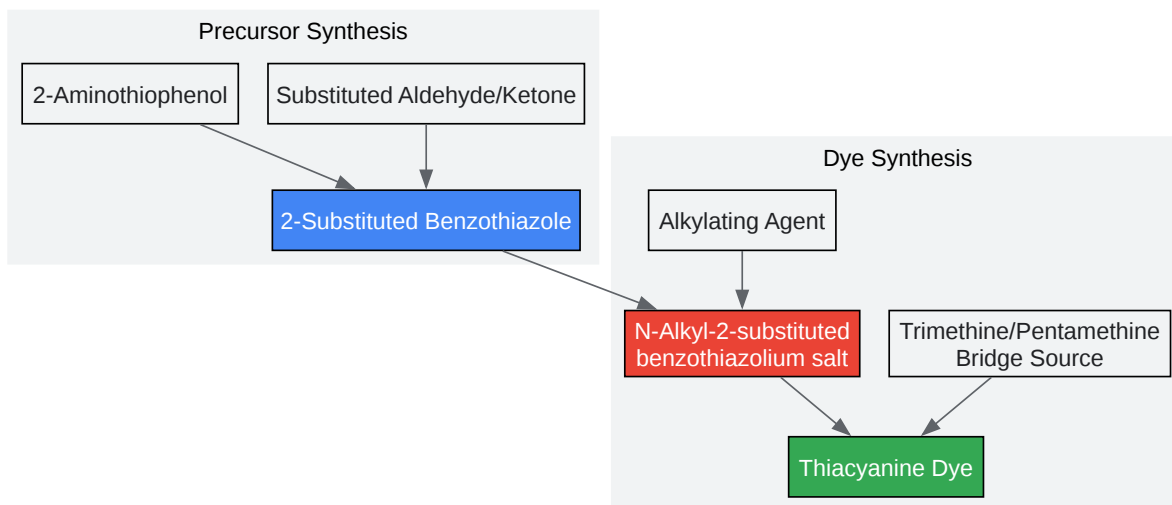 Precursor Synthesis
2-Aminothiophenol
Substituted Aldehyde/Ketone
2-Substituted Benzothiazole
Dye Synthesis
Alkylating Agent
N-Alkyl-2-substituted
benzothiazolium salt
Trimethine/Pentamethine
Bridge Source
Thiacyanine Dye